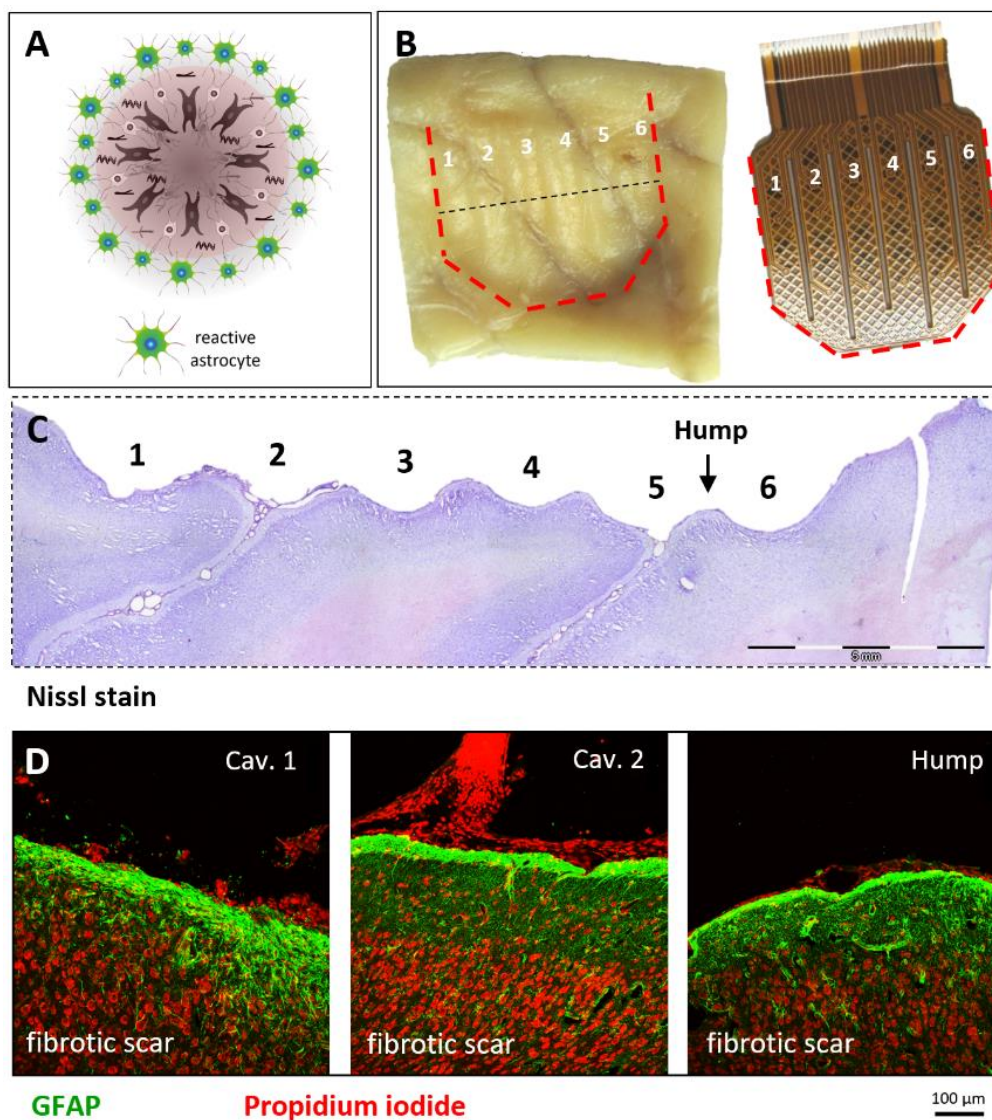 A
reactive
astrocyte
B
1 2 3 4 5 6
1 2 3 4 5 6
C
1 2 3 4 5 6
Hump
5 mm
Nissl stain
D
Cav. 1
fibrotic scar
Cav. 2
fibrotic scar
Hump
fibrotic scar
GFAP
Propidium iodide
100 µm